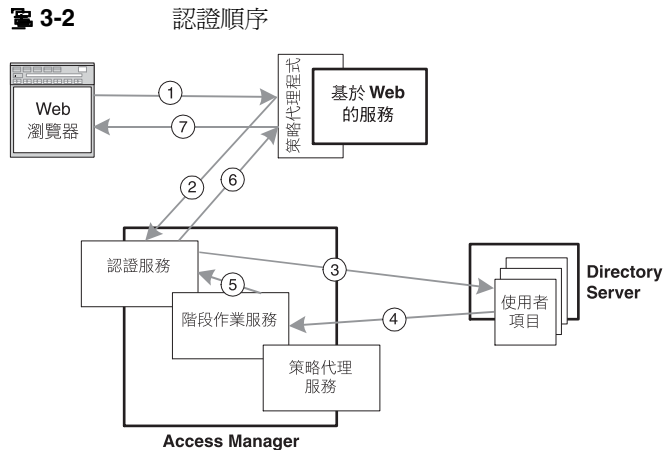 圖 3-2 認證順序
Web
瀏覽器
1
7
策略代理程式
基於 Web
的服務
2
6
認證服務
3
5
階段作業服務
4
策略代理
服務
使用者
項目
Directory
Server
Access Manager